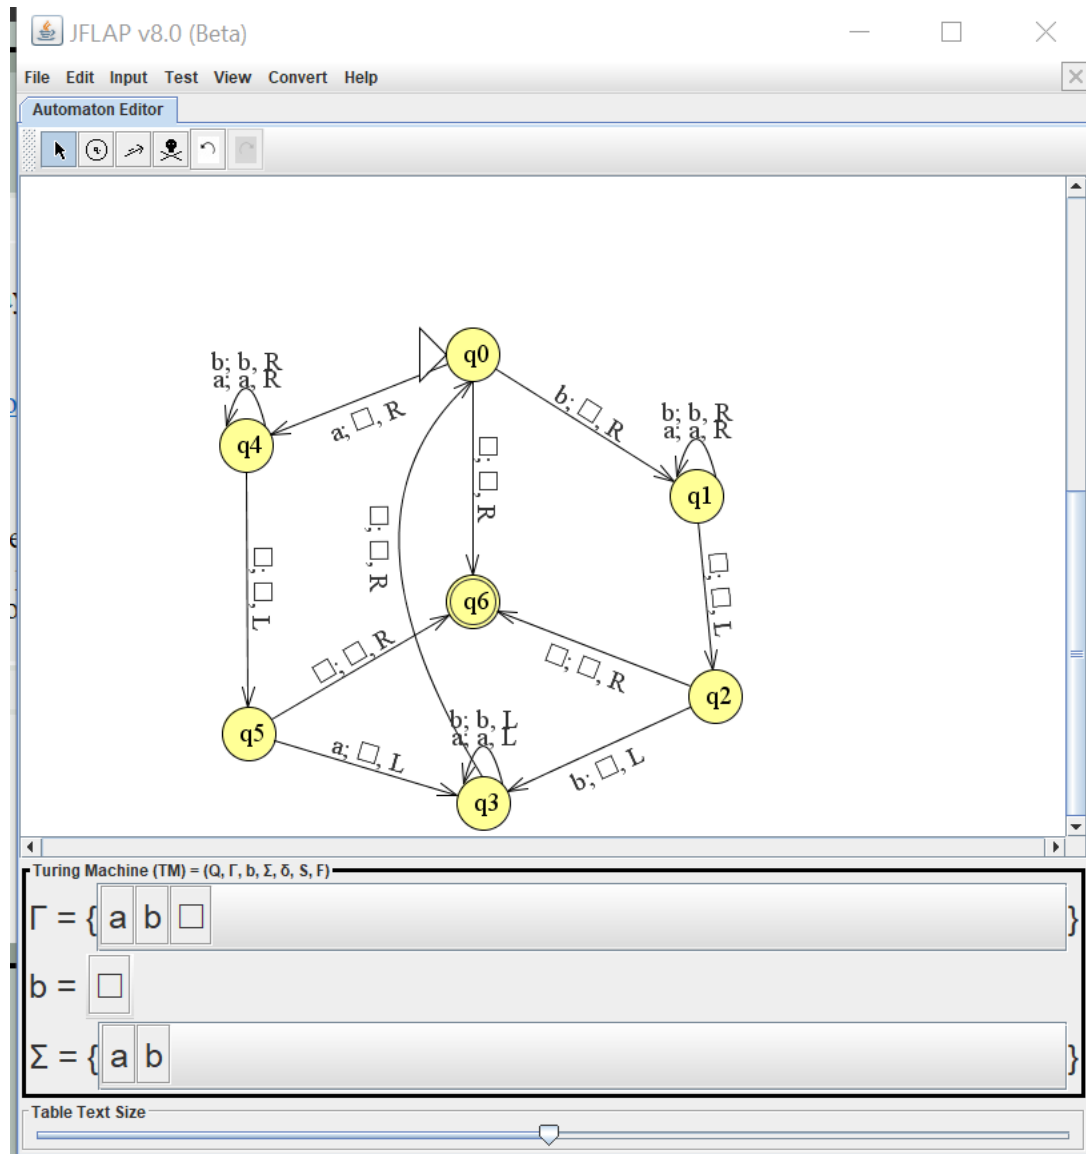 JFLAP v8.0 (Beta)
File Edit Input Test View Convert Help
Automaton Editor
q0
b; b, R
a; a, R
a; □, R
b; □, R
b; b, R
a; a, R
q4
□; □, R
q1
□; □, R
□; □, L
□; □, L
q6
□; □, R
□; □, R
q2
q5
b; b, L
a; a, L
a; □, L
b; □, L
q3
Turing Machine (TM) = (Q, Γ, b, Σ, δ, S, F)
Γ = { a b □ }
b = □
Σ = { a b }
Table Text Size